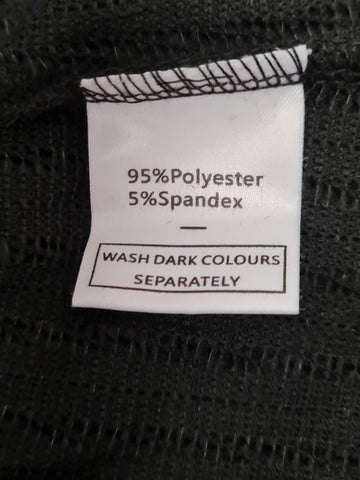 95%Polyester
5%Spandex
—
WASH DARK COLOURS
SEPARATELY